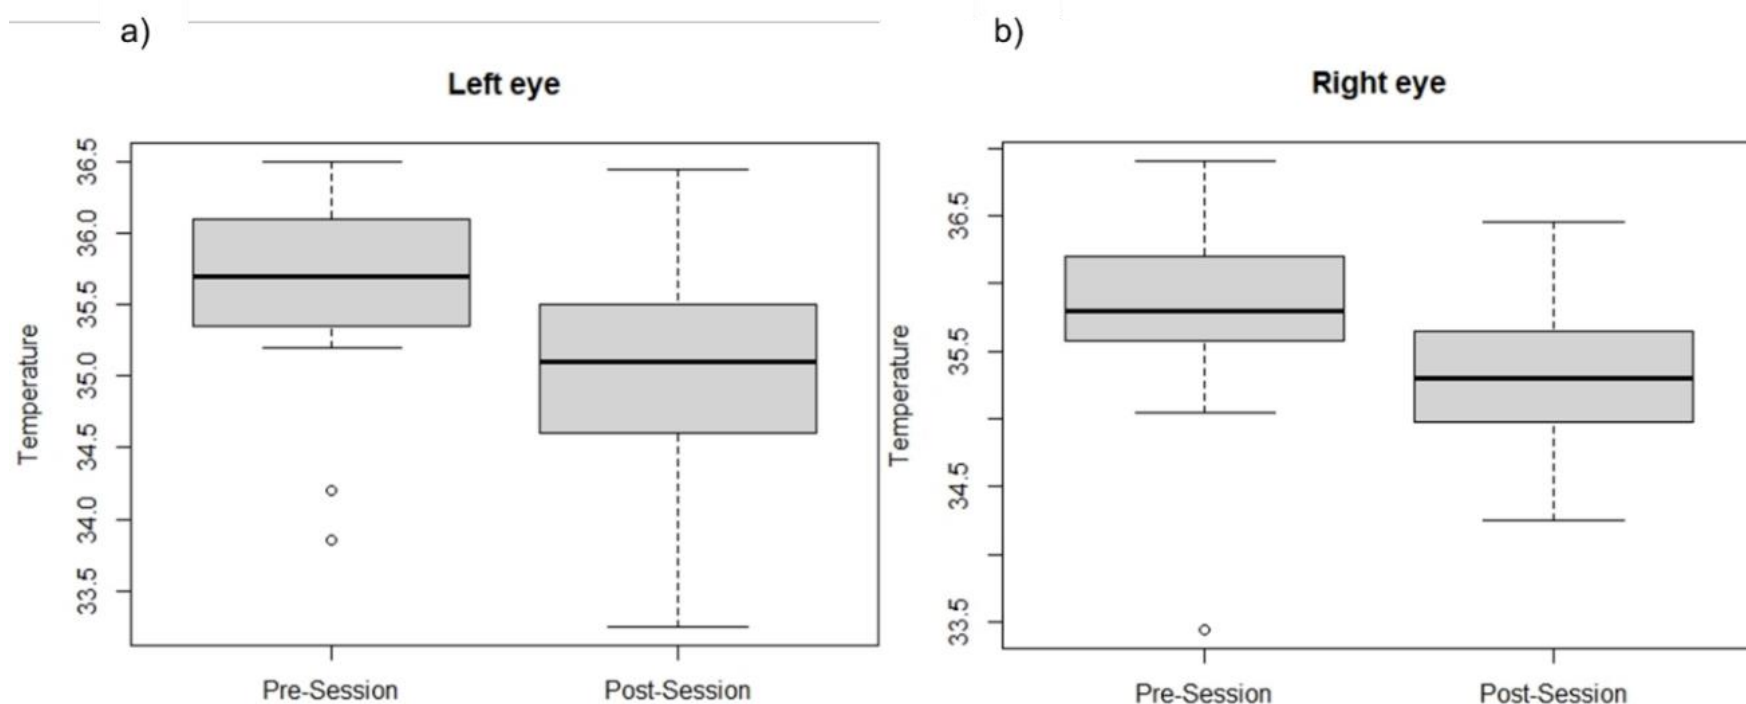 a)
Left eye
Temperature
36.5
36.0
35.5
35.0
34.5
34.0
33.5
Pre-Session
Post-Session
b)
Right eye
Temperature
36.5
35.5
34.5
33.5
Pre-Session
Post-Session